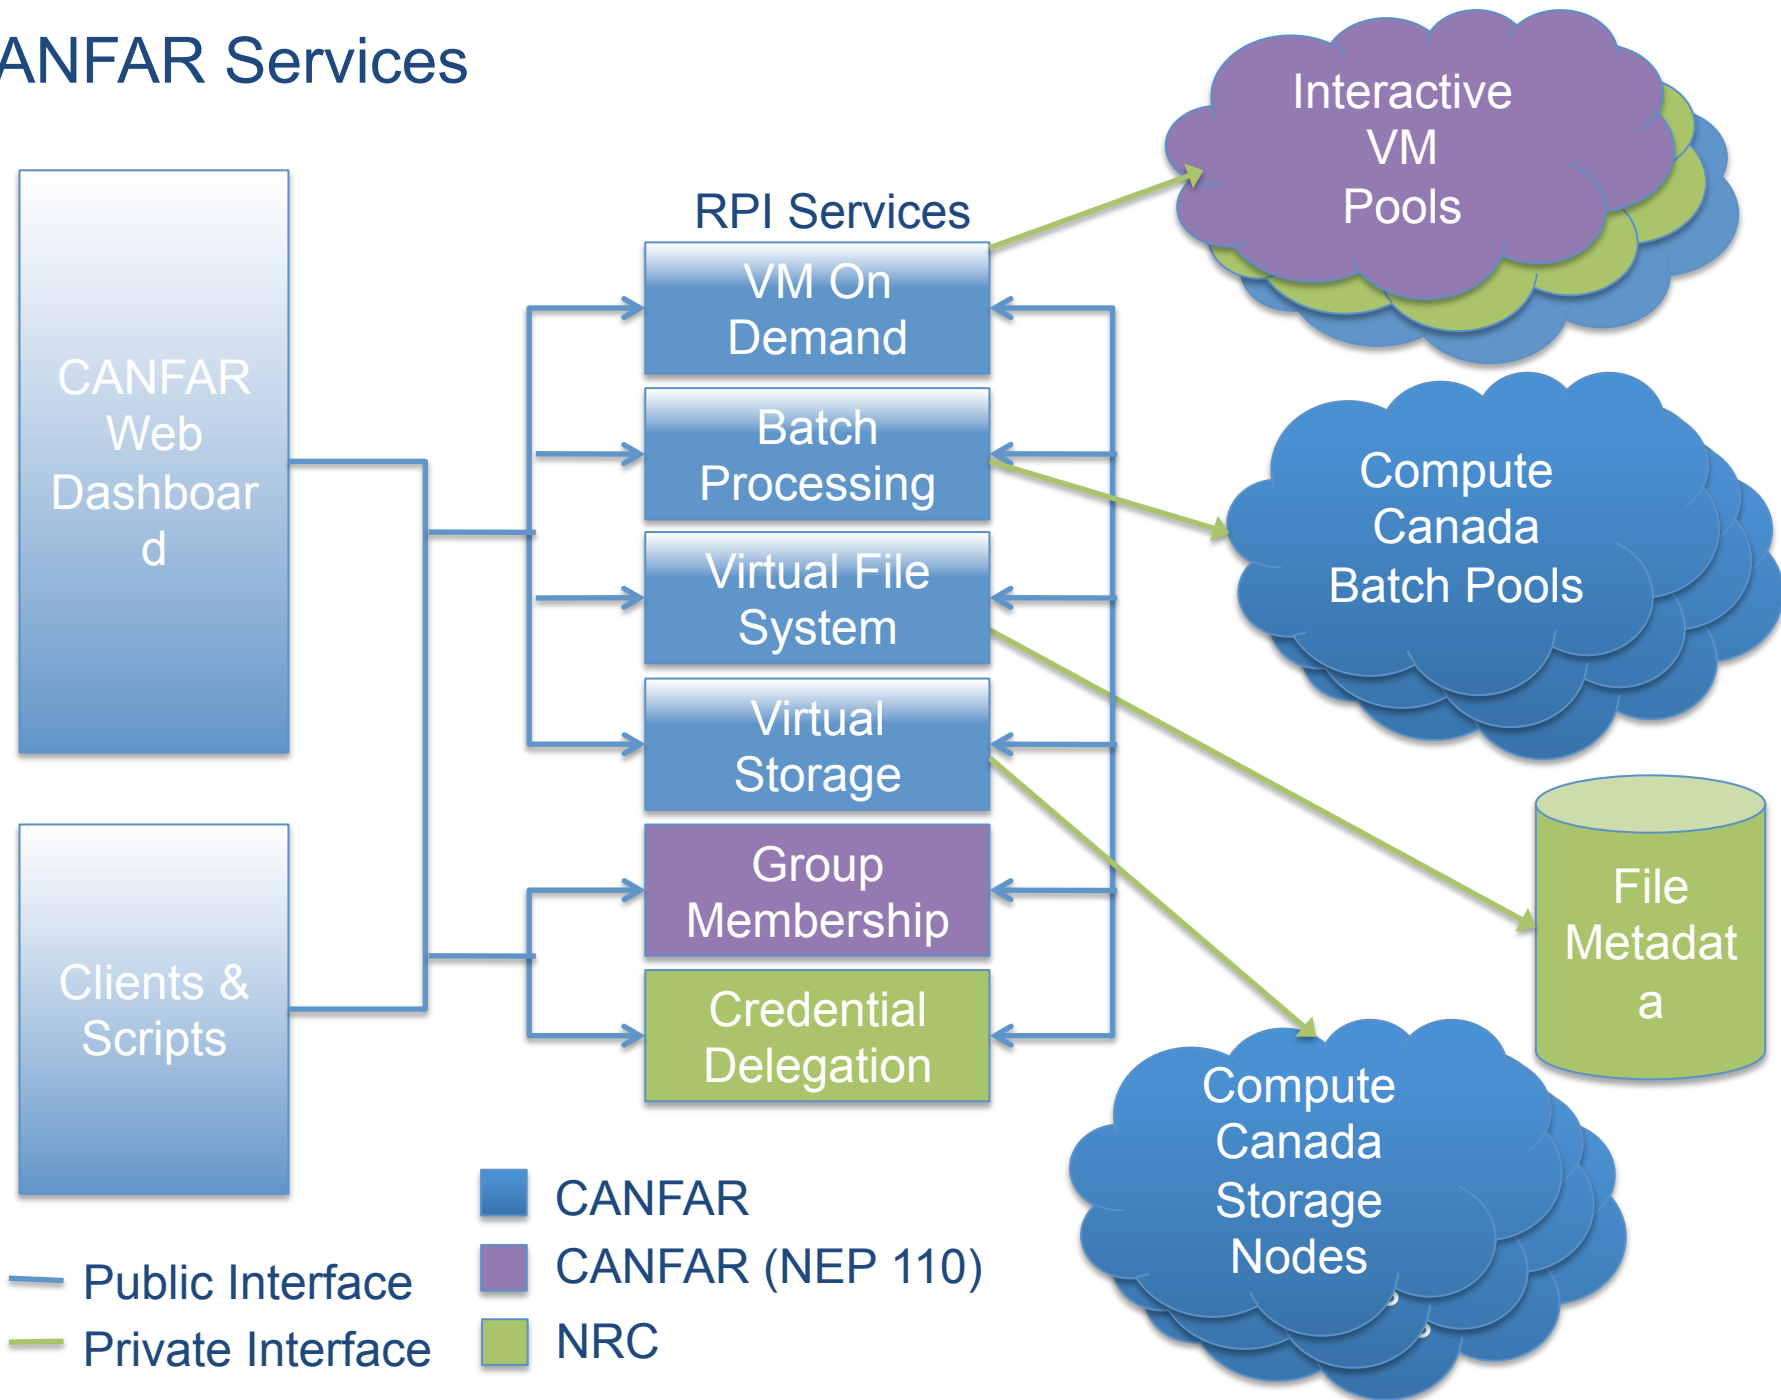 ANFAR Services
CANFAR
Web
Dashboar
d
Clients &
Scripts
RPI Services
VM On
Demand
Batch
Processing
Virtual File
System
Virtual
Storage
Group
Membership
Credential
Delegation
Interactive
VM
Pools
Compute
Canada
Batch Pools
File
Metadat
a
Compute
Canada
Storage
Nodes
Public Interface
Private Interface
CANFAR
CANFAR (NEP 110)
NRC